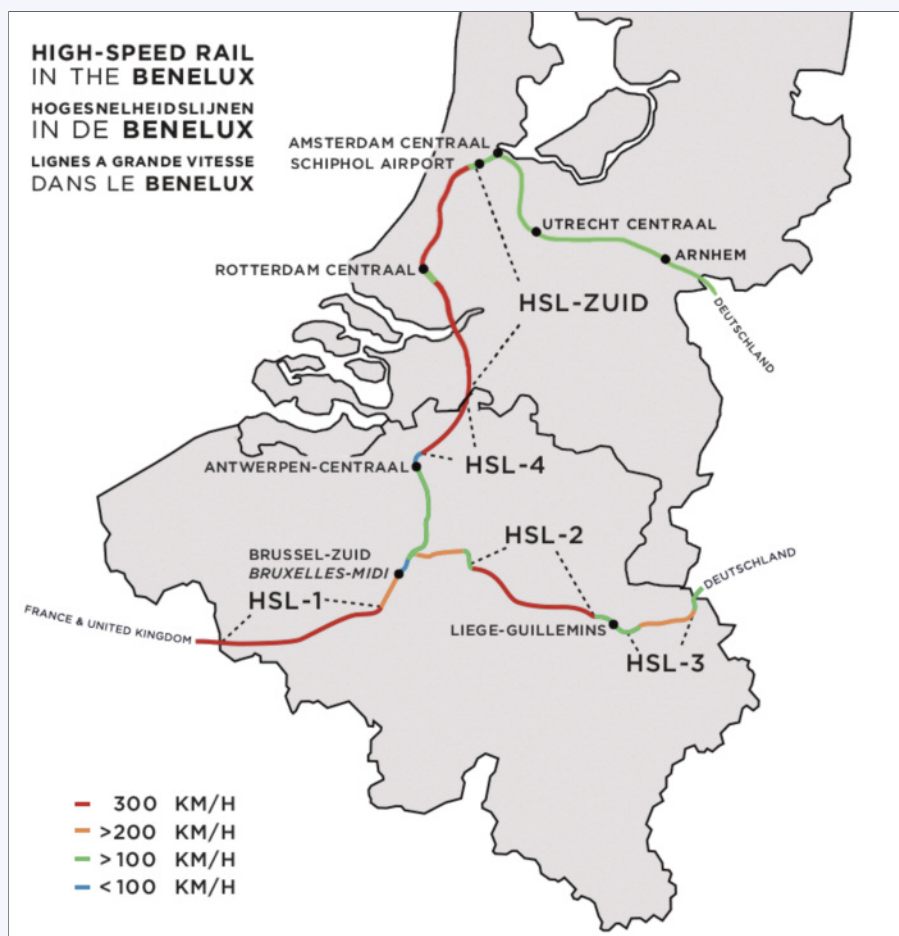 HIGH-SPEED RAIL
IN THE BENELUX
HOGESNELHEIDSLIJNEN
IN DE BENELUX
LIGNES A GRANDE VITESSE
DANS LE BENELUX
AMSTERDAM CENTRAAL
SCHIPHOL AIRPORT
UTRECHT CENTRAAL
ARNHEM
ROTTERDAM CENTRAAL
HSL-ZUID
DEUTSCHLAND
ANTWERPEN-CENTRAAL
HSL-4
HSL-2
BRUSSEL-ZUID
BRUXELLES-MIDI
DEUTSCHLAND
HSL-1
FRANCE & UNITED KINGDOM
LIEGE-GUILLEMINS
HSL-3
300 KM/H
>200 KM/H
>100 KM/H
<100 KM/H